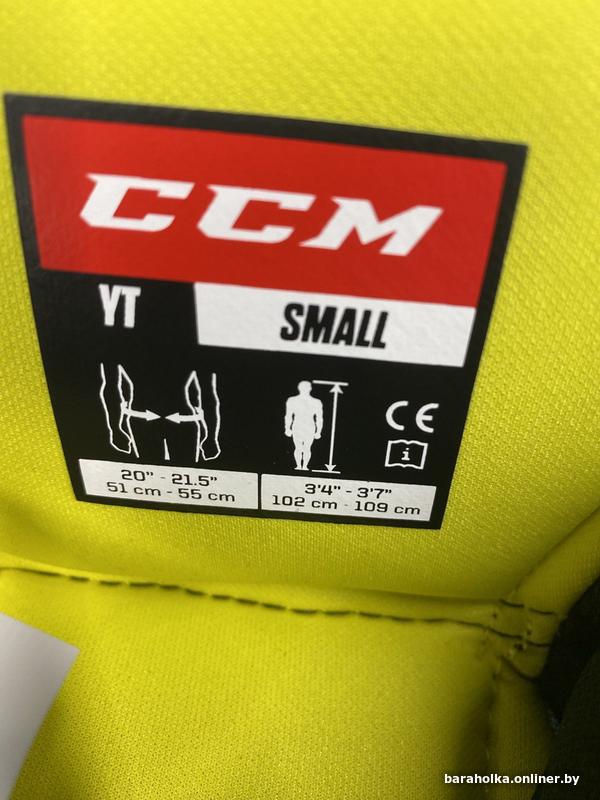 CCM
YT SMALL
20" - 21.5"
51 cm - 55 cm
3'4" - 3'7"
102 cm - 109 cm
CE
i
baraholka.onliner.by